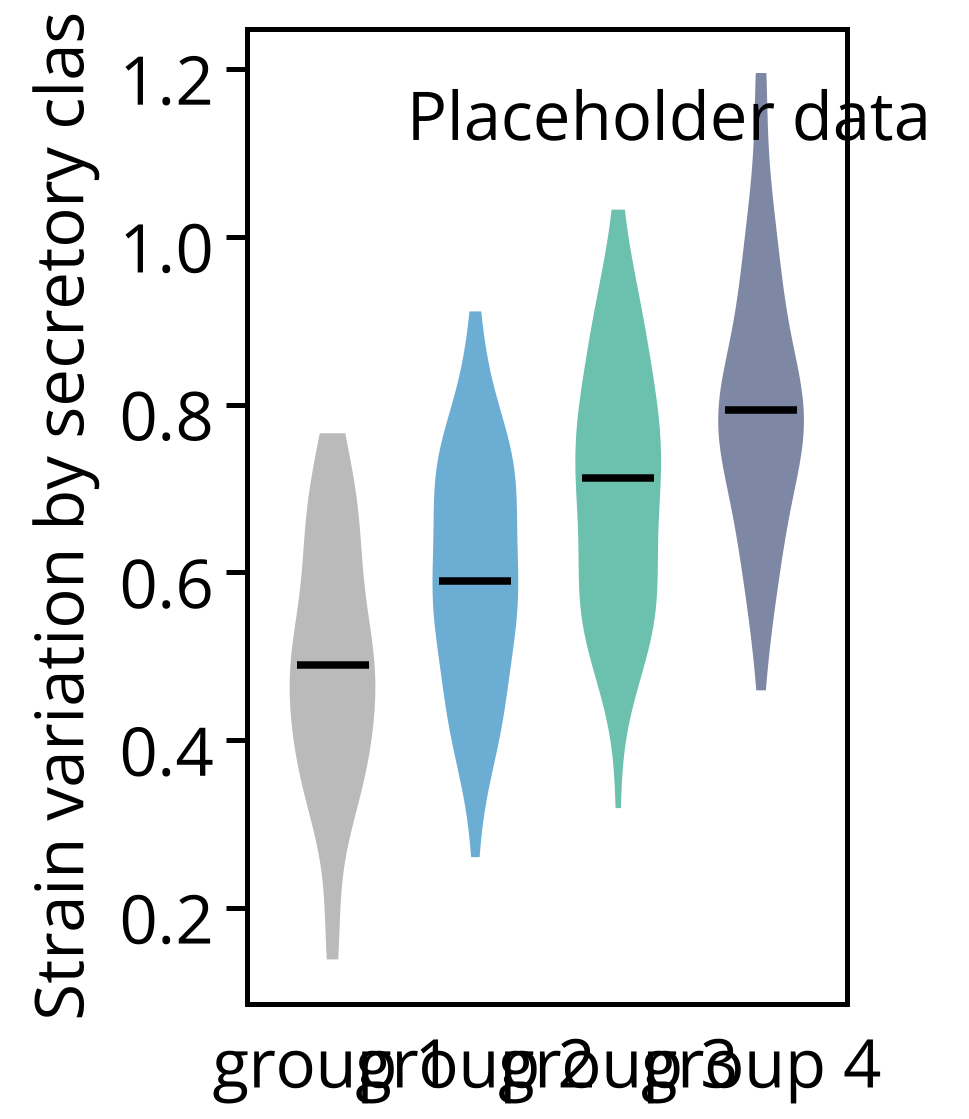 Strain variation by secretory clas
1.2
1.0
0.8
0.6
0.4
0.2
Placeholder data
group 1 group 2 group 3 group 4